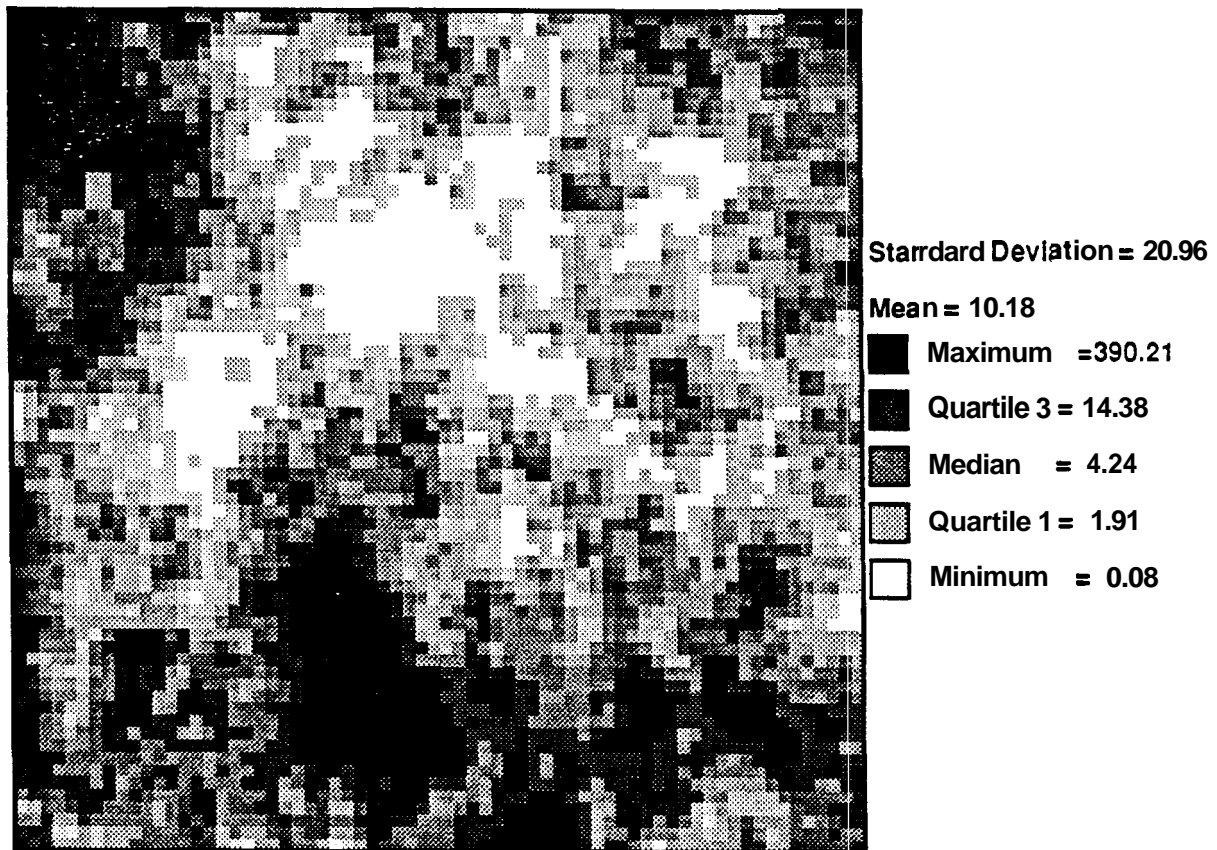 Starrdard Deviation = 20.96
Mean = 10.18
Maximum =390.21
Quartile 3 = 14.38
Median = 4.24
Quartile 1 = 1.91
Minimum = 0.08